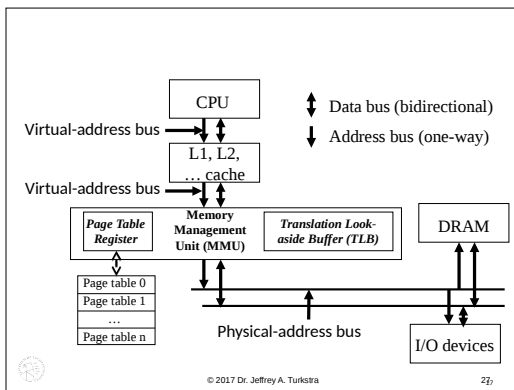 CPU
Data bus (bidirectional)
Virtual-address bus
Address bus (one-way)
L1, L2,
... cache
Virtual-address bus
Page Table
Register
Memory
Management
Unit (MMU)
Translation Look-
aside Buffer (TLB)
DRAM
Page table 0
Page table 1
...
Page table n
Physical-address bus
I/O devices
© 2017 Dr. Jeffrey A. Turkstra
27